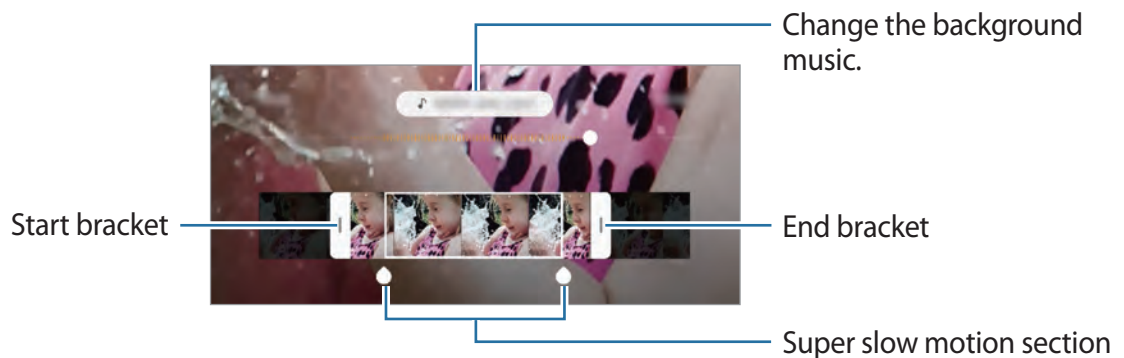 Change the background
music.
Start bracket
End bracket
Super slow motion section